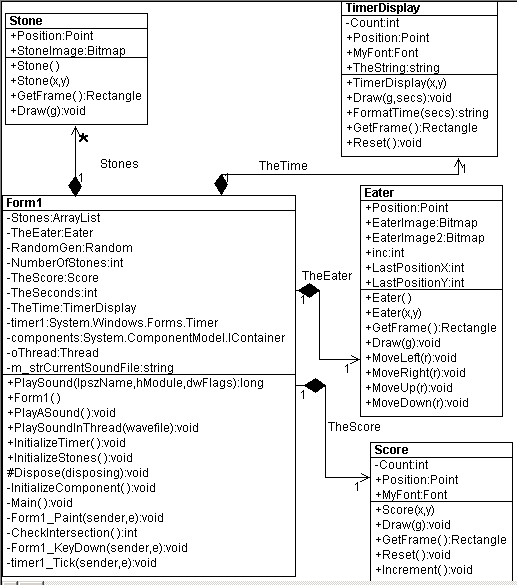 Stone
+Position:Point
+StoneImage:Bitmap
+Stone()
+Stone(x,y)
+GetFrame():Rectangle
+Draw(g):void
TimerDisplay
-Count:int
+Position:Point
+MyFont:Font
+TheString:string
+TimerDisplay(x,y)
+Draw(g,secs):void
+FormatTime(secs):string
+GetFrame():Rectangle
+Reset():void
*
Stones
1
TheTime
1
1
Form1
-Stones:ArrayList
-TheEater:Eater
-RandomGen:Random
-NumberOfStones:int
-TheScore:Score
-TheSeconds:int
-TheTime:TimerDisplay
-timer1:System.Windows.Forms.Timer
-components:System.ComponentModel.IContainer
-oThread:Thread
-m_strCurrentSoundFile:string
+PlaySound(lpszName,hModule,dwFlags):long
+Form1()
+PlayASound():void
+PlaySoundInThread(wavefile):void
+InitializeTimer():void
+InitializeStones():void
#Dispose(disposing):void
-InitializeComponent():void
-Main():void
-Form1_Paint(sender,e):void
-CheckIntersection():int
-Form1_KeyDown(sender,e):void
-timer1_Tick(sender,e):void
TheEater
1
1
Eater
+Position:Point
+EaterImage:Bitmap
+EaterImage2:Bitmap
+inc:int
+LastPositionX:int
+LastPositionY:int
+Eater()
+Eater(x,y)
+GetFrame():Rectangle
+Draw(g):void
+MoveLeft(r):void
+MoveRight(r):void
+MoveUp(r):void
+MoveDown(r):void
1
TheScore
1
Score
-Count:int
+Position:Point
+MyFont:Font
+Score(x,y)
+Draw(g):void
+GetFrame():Rectangle
+Reset():void
+Increment():void